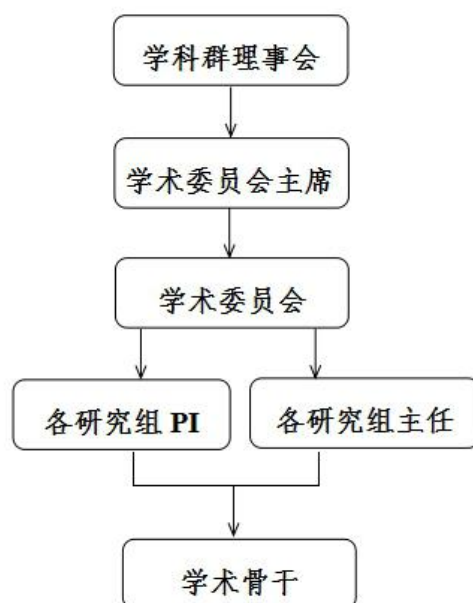 学科群理事会
学术委员会主席
学术委员会
各研究组 PI
各研究组主任
学术骨干